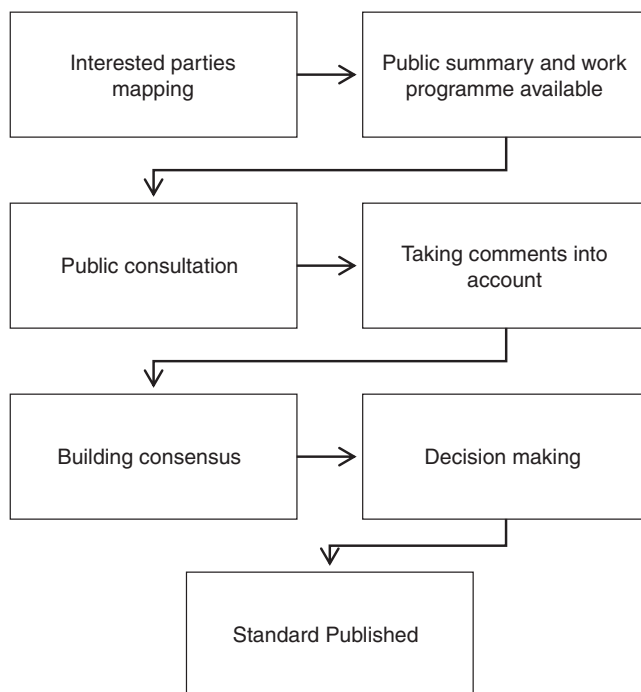 Interested parties
mapping
Public summary and work
programme available
Public consultation
Taking comments into
account
Building consensus
Decision making
Standard Published